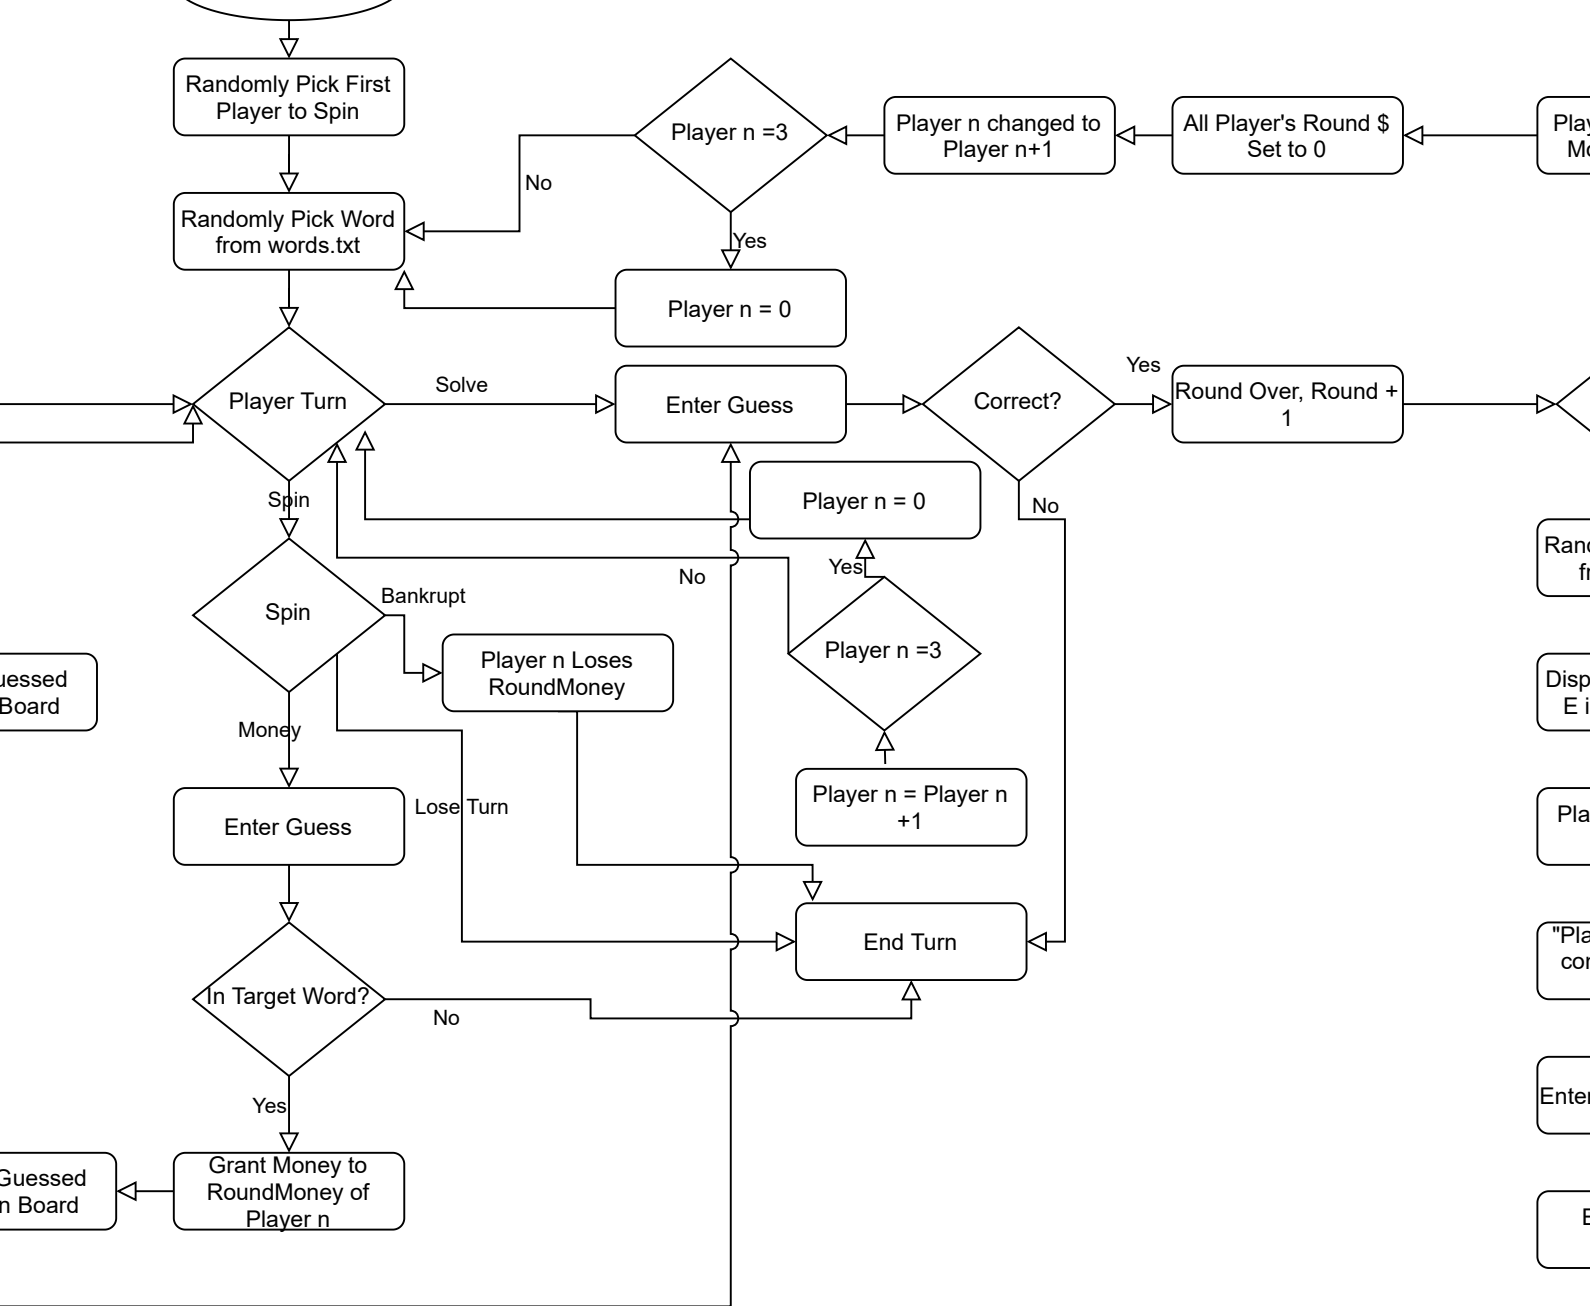 Randomly Pick First
Player to Spin
Player n =3
Player n changed to
Player n+1
All Player's Round $
Set to 0
No
Randomly Pick Word
from words.txt
Yes
Player n = 0
Player Turn
Solve
Enter Guess
Correct?
Yes
Round Over, Round +
1
Spin
Player n = 0
No
No
Yes
Spin
Bankrupt
Player n Loses
RoundMoney
Player n =3
Board
Money
Player n = Player n
+1
Enter Guess
Lose Turn
End Turn
In Target Word?
No
Yes
Guessed
Board
Grant Money to
RoundMoney of
Player n
E